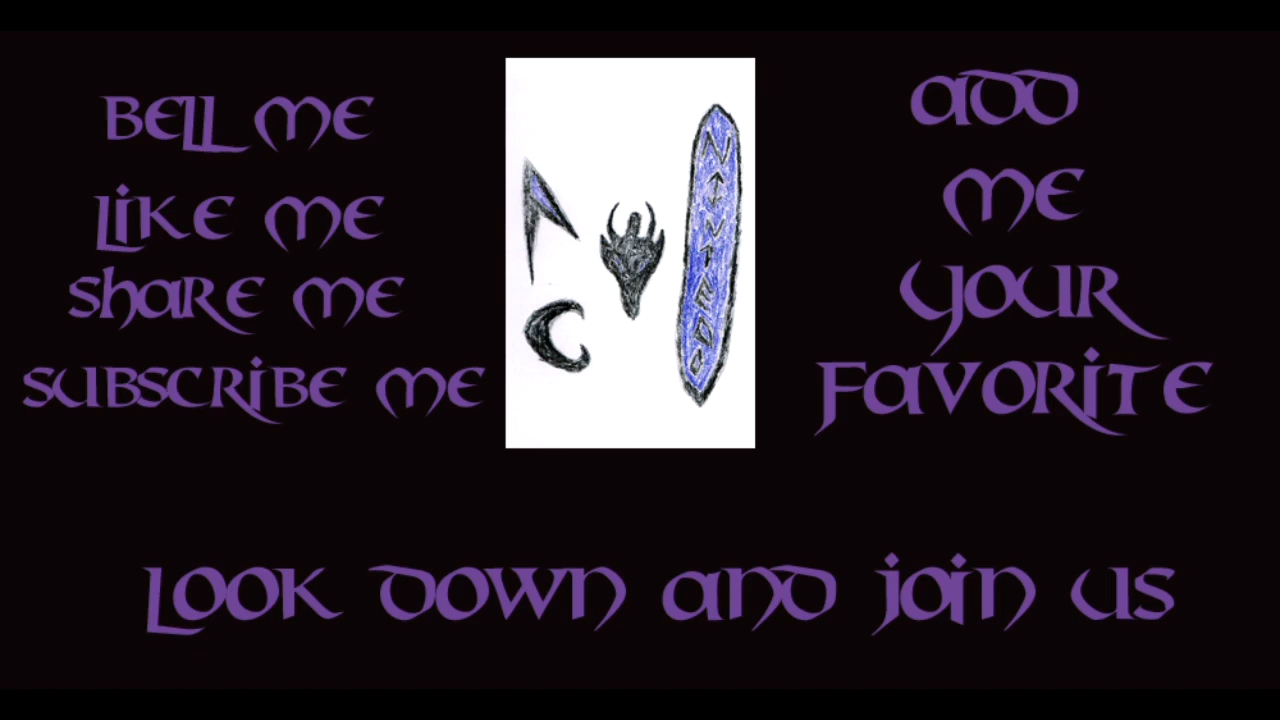 BELL ME
LIKE ME
SHARE ME
SUBSCRIBE ME
ADD
ME
YOUR
FAVORITE
LOOK DOWN AND JOIN US